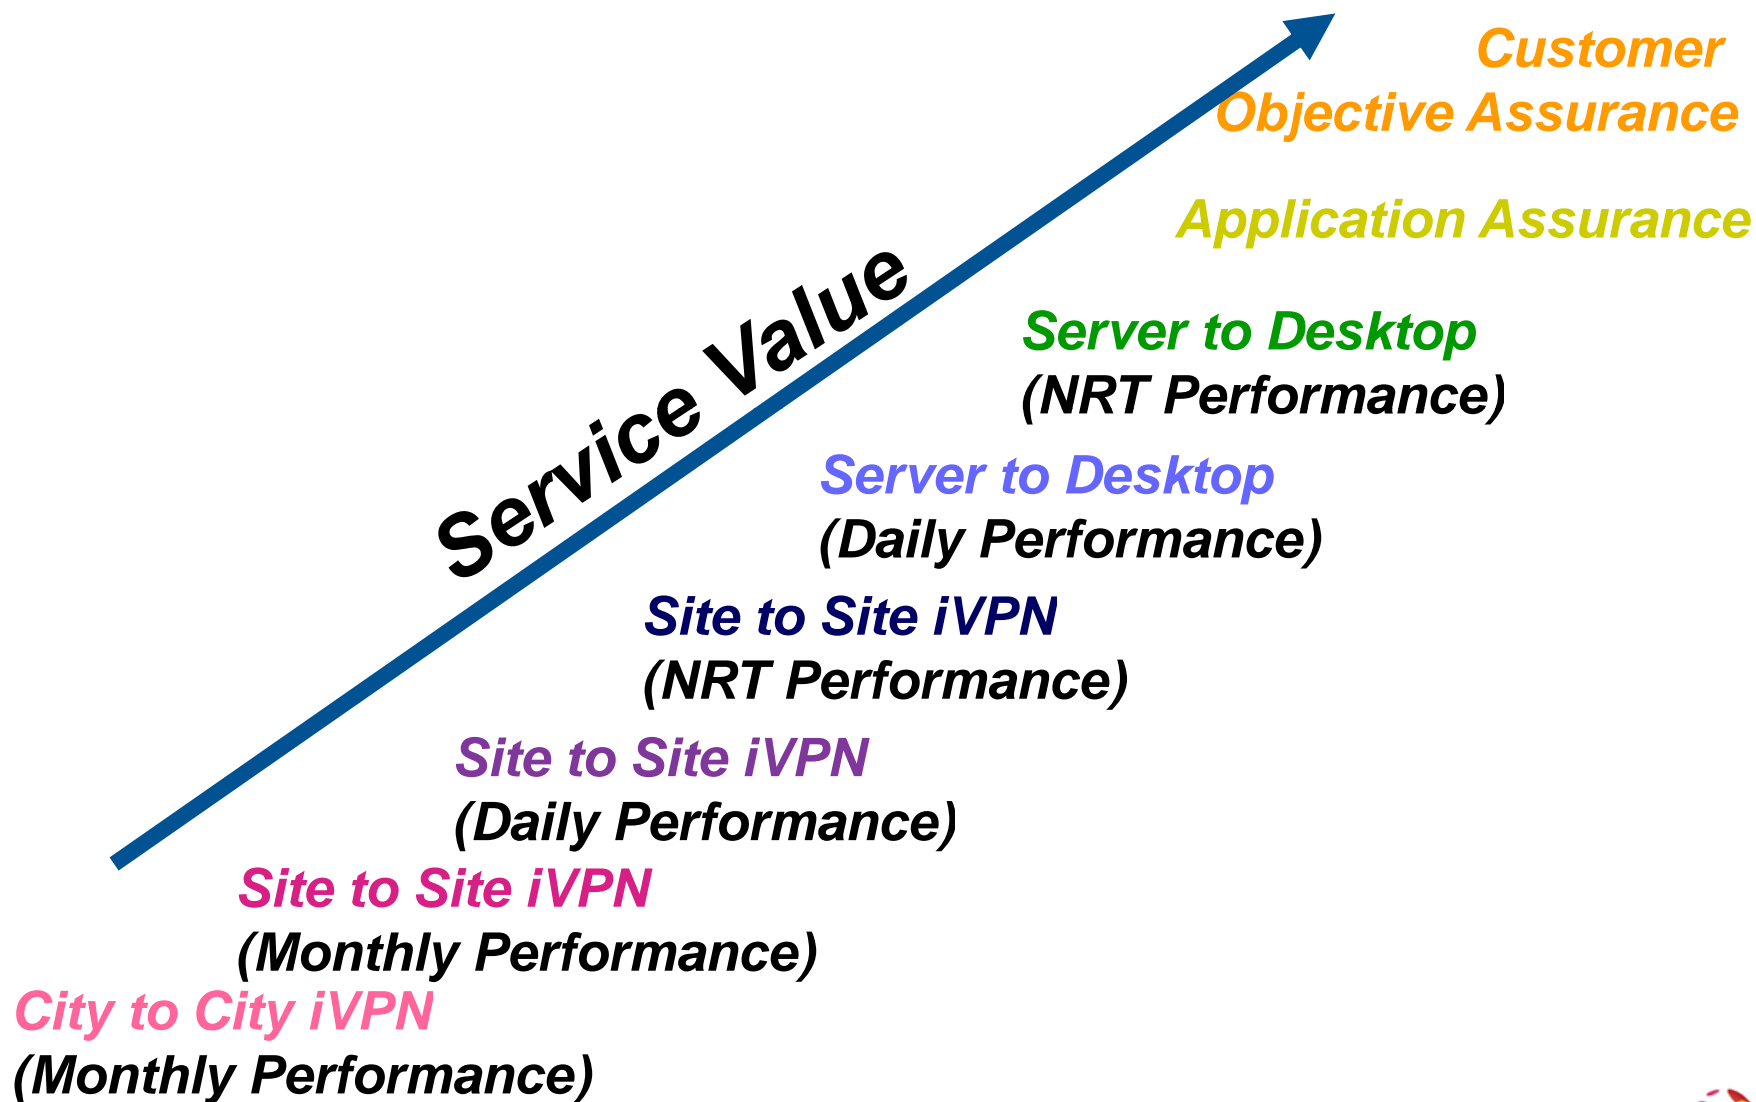 Customer
Objective Assurance
Application Assurance
Service Value
Server to Desktop
(NRT Performance)
Server to Desktop
(Daily Performance)
Site to Site iVPN
(NRT Performance)
Site to Site iVPN
(Daily Performance)
Site to Site iVPN
(Monthly Performance)
City to City iVPN
(Monthly Performance)